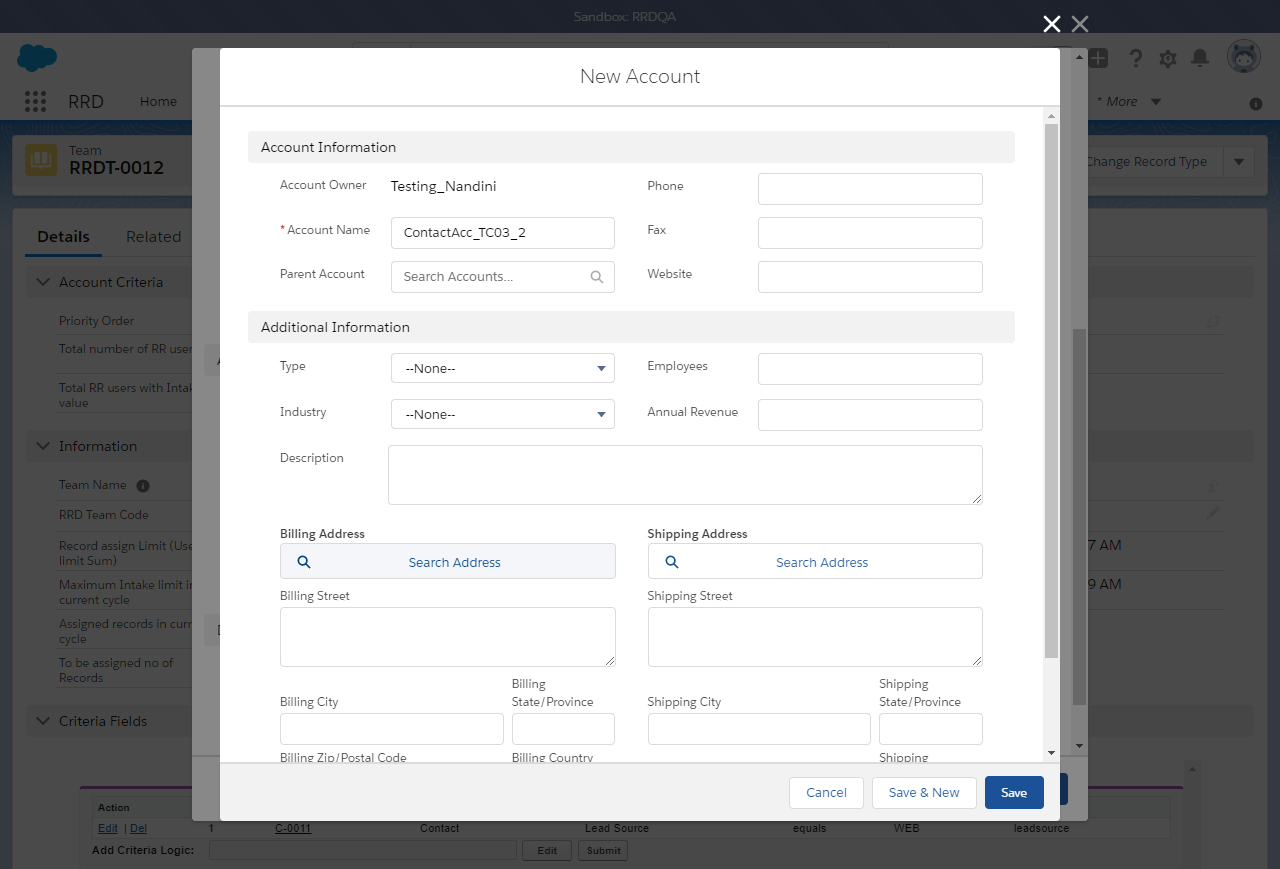 Sandbox: RRDQA
RRD
Home
* More
Team
RRDT-0012
Change Record Type
Details
Related
Account Criteria
Priority Order
Total number of RR user
Total RR users with Intak
value
Information
Team Name
RRD Team Code
Record assign Limit (Use
limit Sum)
Maximum Intake limit i
current cycle
Assigned records in curr
cycle
To be assigned no of
Records
Criteria Fields
7 AM
9 AM
New Account
Account Information
Account Owner
Testing_Nandini
Phone
*Account Name
ContactAcc_TC03_2
Fax
Parent Account
Search Accounts...
Website
Additional Information
Type
--None--
Employees
Industry
--None--
Annual Revenue
Description
Billing Address
Shipping Address
Search Address
Search Address
Billing Street
Shipping Street
Billing City
Billing
State/Province
Shipping City
Shipping
State/Province
Billing Zip/Postal Code
Billing Country
Shipping
Cancel
Save & New
Save
Action
Edit | Del
1
C-0011
Contact
Lead Source
equals
WEB
leadsource
Add Criteria Logic:
Edit
Submit